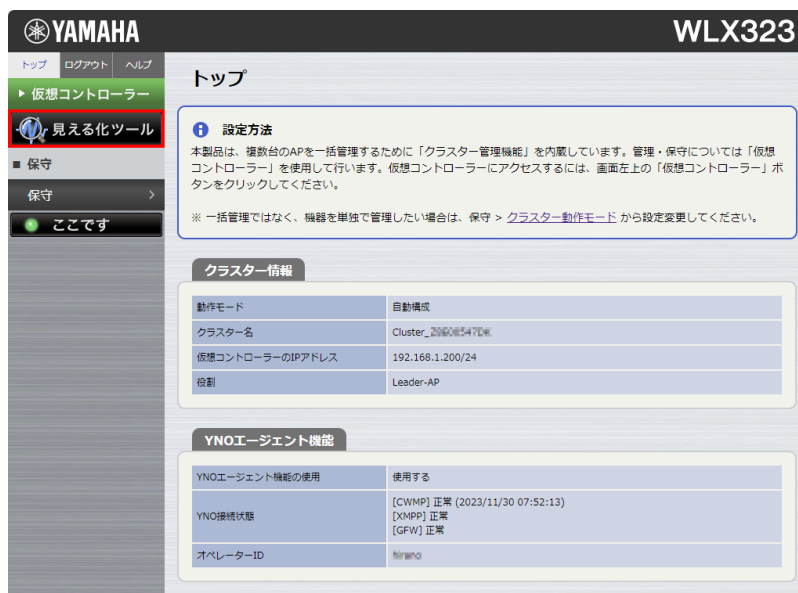 YAMAHA
WLX323
トップ ログアウト ヘルプ
仮想コントローラー
見える化ツール
保守
保守
ここです
トップ
設定方法
本製品は、複数台のAPを一括管理するために「クラスター管理機能」を内蔵しています。管理・保守については「仮想
コントローラー」を使用して行います。仮想コントローラーにアクセスするには、画面左上の「仮想コントローラー」ボ
タンをクリックしてください。
※ 一括管理ではなく、機器を単独で管理したい場合は、保守 > クラスター動作モード から設定変更してください。
クラスター情報
動作モード 自動構成
クラスター名 Cluster_
仮想コントローラーのIPアドレス 192.168.1.200/24
役割 Leader-AP
YNOエージェント機能
YNOエージェント機能の使用 使用する
YNO接続状態 [CWMP] 正常 (2023/11/30 07:52:13)
[XMPP] 正常
[GFW] 正常
オペレーターID